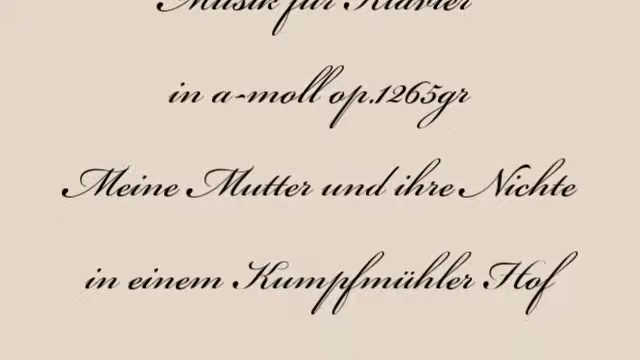 Musik für Klavier
in a-moll op.1265gr
Meine Mutter und ihre Nichte
in einem Kumpfmühler Hof